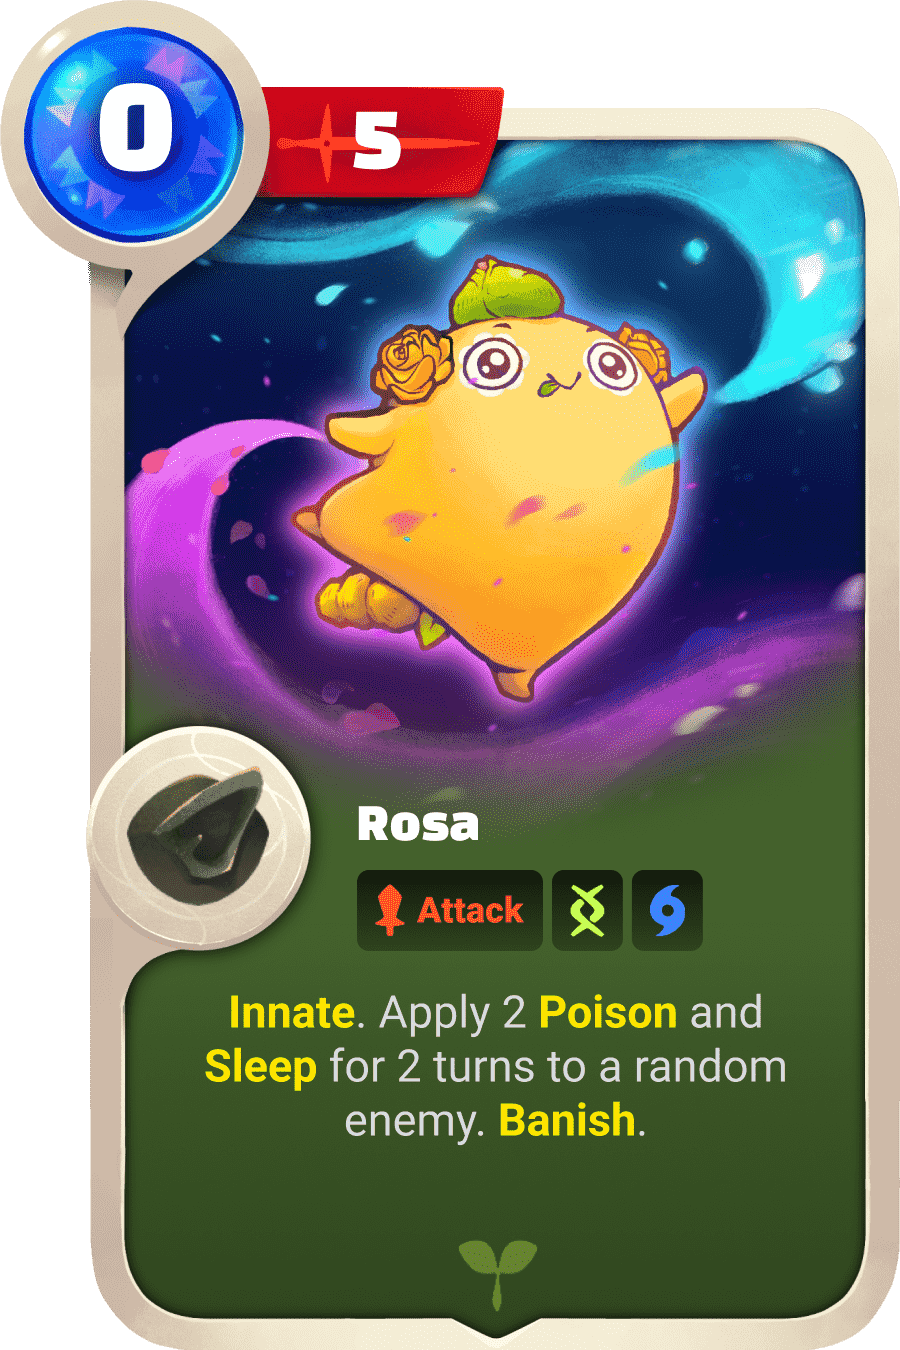 0
5
Rosa
Attack
Innate. Apply 2 Poison and
Sleep for 2 turns to a random
enemy. Banish.